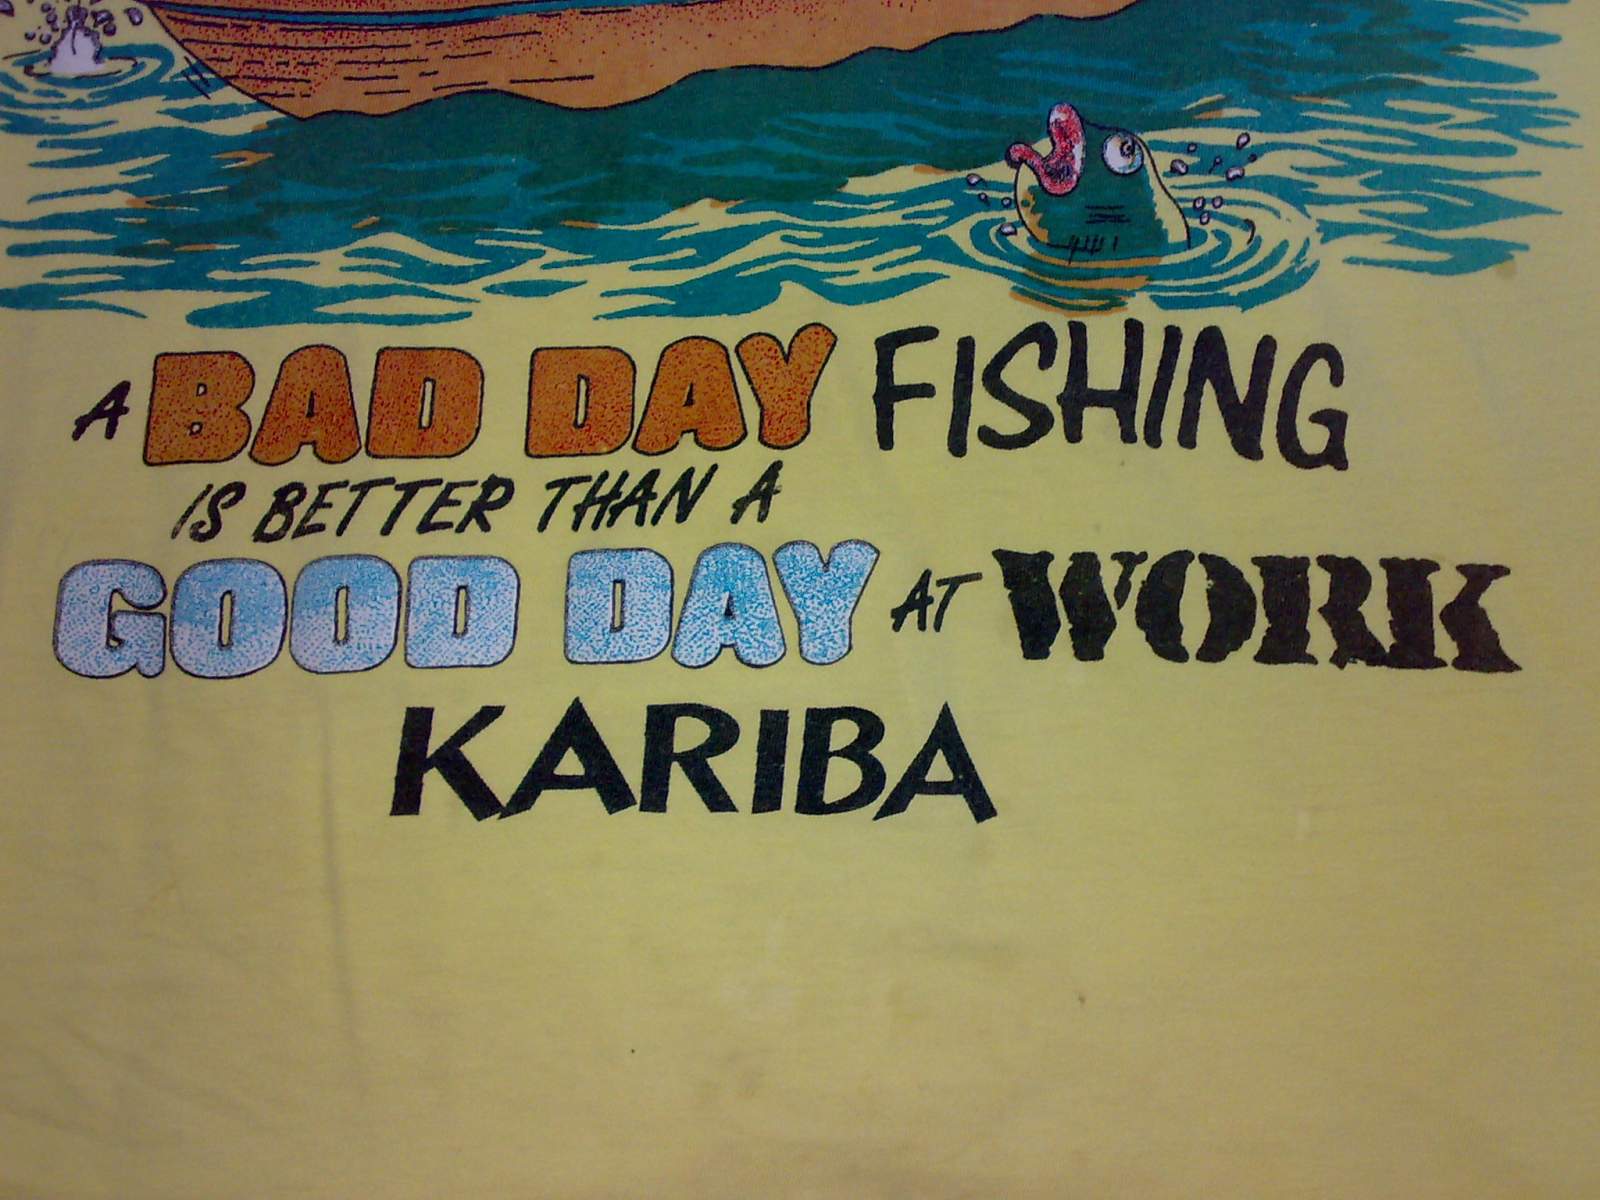 A BAD DAY FISHING
IS BETTER THAN A
GOOD DAY AT WORK
KARIBA